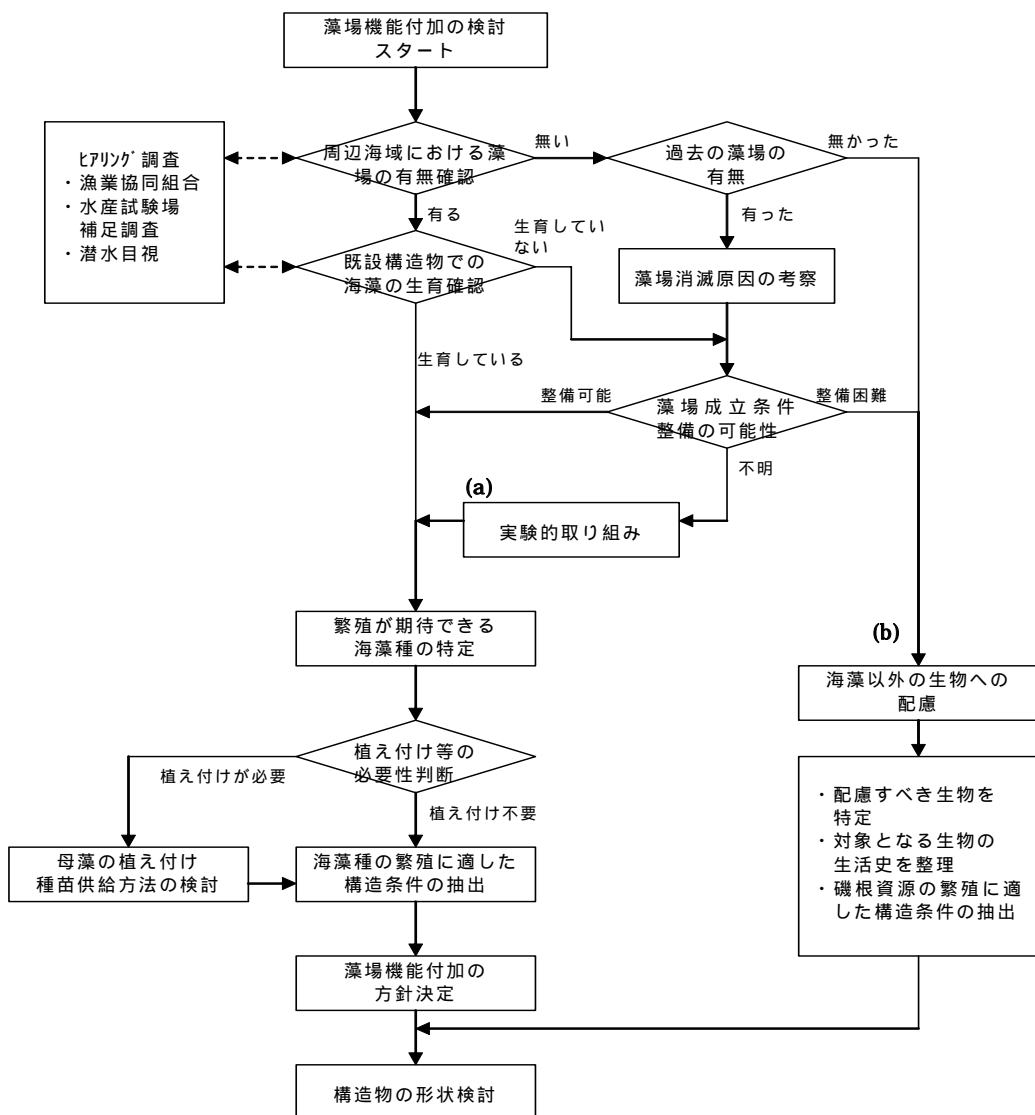 藻場機能付加の検討
スタート
ﾋｱﾘﾝｸﾞ調査
・漁業協同組合
・水産試験場
補足調査
・潜水目視
周辺海域における藻
場の有無確認
無い
過去の藻場の
有無
無かった
有る
有った
生育してい
ない
既設構造物での
海藻の生育確認
藻場消滅原因の考察
生育している
整備可能
藻場成立条件
整備の可能性
整備困難
不明
(a)
実験的取り組み
繁殖が期待できる
海藻種の特定
(b)
海藻以外の生物への
配慮
植え付け等の
必要性判断
植え付けが必要
植え付け不要
・配慮すべき生物を
特定
・対象となる生物の
生活史を整理
・磯根資源の繁殖に適
した構造条件の抽出
母藻の植え付け
種苗供給方法の検討
海藻種の繁殖に適した
構造条件の抽出
藻場機能付加の
方針決定
構造物の形状検討